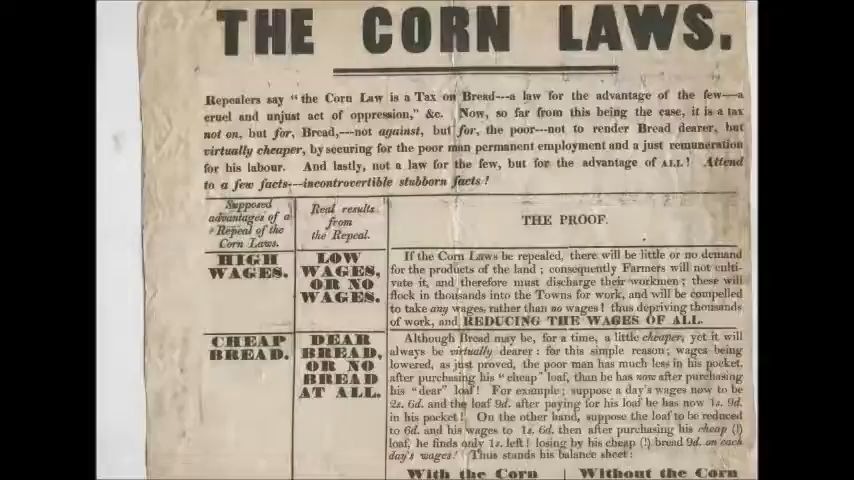 THE CORN LAWS.
Repealers say "the Corn Law is a Tax on Bread---a law for the advantage of the few---a
cruel and unjust act of oppression," &c. Now, so far from this being the case, it is a tax
not on, but for, Bread,---not against, but for, the poor---not to render Bread dearer, but
virtually cheaper, by securing for the poor man permanent employment and a just remuneration
for his labour. And lastly, not a law for the few, but for the advantage of ALL! Attend
to a few facts---incontrovertible stubborn facts!
Supposed
advantages of a
Repeal of the
Corn Laws.
Real results
from
the Repeal.
THE PROOF.
HIGH
WAGES.
LOW
WAGES,
OR NO
WAGES.
If the Corn Laws be repealed, there will be little or no demand
for the products of the land; consequently Farmers will not culti-
vate it, and therefore must discharge their workmen; these will
flock in thousands into the Towns for work, and will be compelled
to take any wages, rather than no wages! thus depriving thousands
of work, and REDUCING THE WAGES OF ALL.
CHEAP
BREAD.
DEAR
BREAD,
OR NO
BREAD
AT ALL.
Although Bread may be, for a time, a little cheaper, yet it will
always be virtually dearer: for this simple reason; wages being
lowered, as just proved, the poor man has much less in his pocket,
after purchasing his "cheap" loaf, than he has now after purchasing
his "dear" loaf! For example; suppose a day's wages now to be
2s. 6d. and the loaf 9d. after paying for his loaf he has now 1s. 9d.
in his pocket! On the other hand, suppose the loaf to be reduced
to 6d. and his wages to 1s. 6d. then after purchasing his cheap (!)
loaf, he finds only 1s. left! losing by his cheap (!) bread 9d. on each
day's wages! Thus stands his balance sheet:
With the Corn
Without the Corn